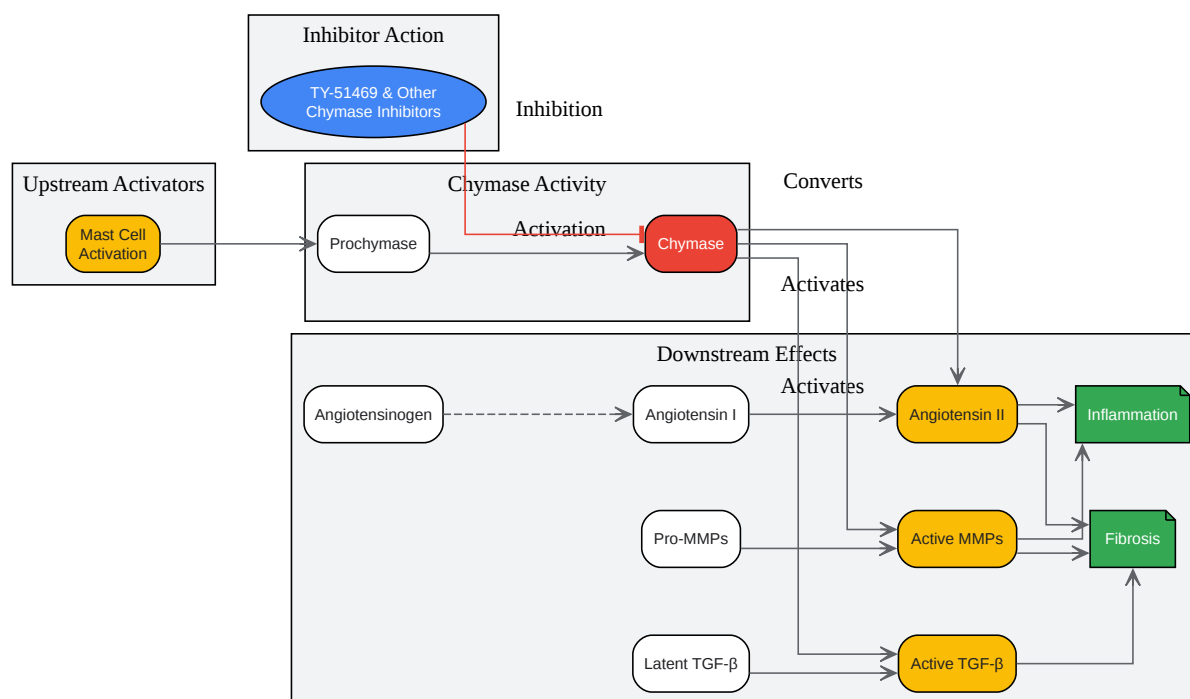 Inhibitor Action
TY-51469 & Other
Chymase Inhibitors
Inhibition
Upstream Activators
Mast Cell
Activation
Chymase Activity
Converts
Prochymase
Activation
Chymase
Activates
Downstream Effects
Activates
Angiotensinogen
Angiotensin I
Angiotensin II
Inflammation
Pro-MMPs
Active MMPs
Fibrosis
Latent TGF-β
Active TGF-β